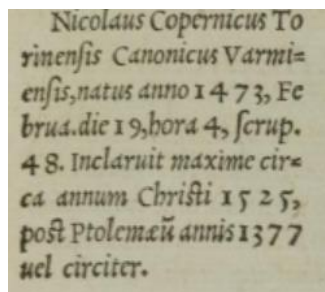 Nicolaus Copernicus To
rinenſis Canonicus Varmi=
enſis, natus anno 1473, Fe
brua. die 19, hora 4, ſcrup.
48. Inclaruit maxime cir=
ca annum Chriſti 1525,
poſt Ptolemæũ annis 1377
uel circiter.